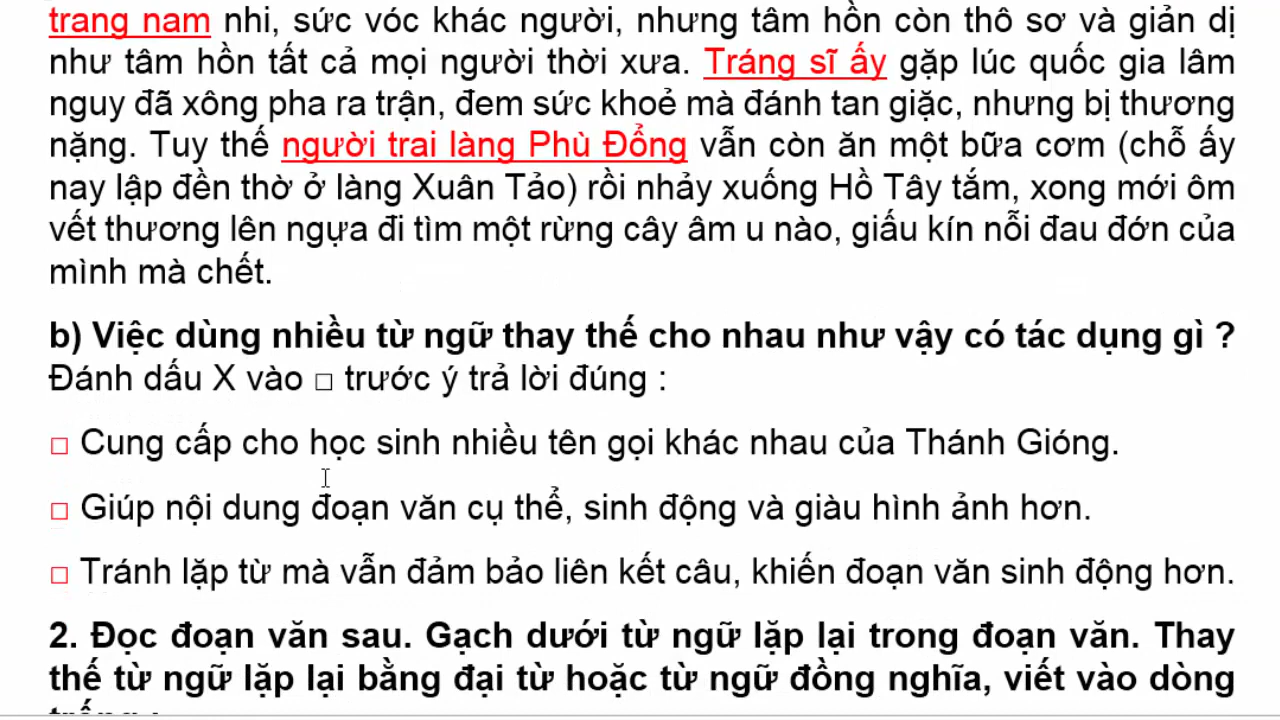 trang nam nhi, sức vóc khác người, nhưng tâm hồn còn thô sơ và giản dị
như tâm hồn tất cả mọi người thời xưa. Tráng sĩ ấy gặp lúc quốc gia lâm
nguy đã xông pha ra trận, đem sức khoẻ mà đánh tan giặc, nhưng bị thương
nặng. Tuy thế người trai làng Phù Đổng vẫn còn ăn một bữa cơm (chỗ ấy
nay lập đền thờ ở làng Xuân Tảo) rồi nhảy xuống Hồ Tây tắm, xong mới ôm
vết thương lên ngựa đi tìm một rừng cây âm u nào, giấu kín nỗi đau đớn của
mình mà chết.
b) Việc dùng nhiều từ ngữ thay thế cho nhau như vậy có tác dụng gì ?
Đánh dấu X vào □ trước ý trả lời đúng :
□ Cung cấp cho học sinh nhiều tên gọi khác nhau của Thánh Gióng.
□ Giúp nội dung đoạn văn cụ thể, sinh động và giàu hình ảnh hơn.
□ Tránh lặp từ mà vẫn đảm bảo liên kết câu, khiến đoạn văn sinh động hơn.
2. Đọc đoạn văn sau. Gạch dưới từ ngữ lặp lại trong đoạn văn. Thay
thế từ ngữ lặp lại bằng đại từ hoặc từ ngữ đồng nghĩa, viết vào dòng